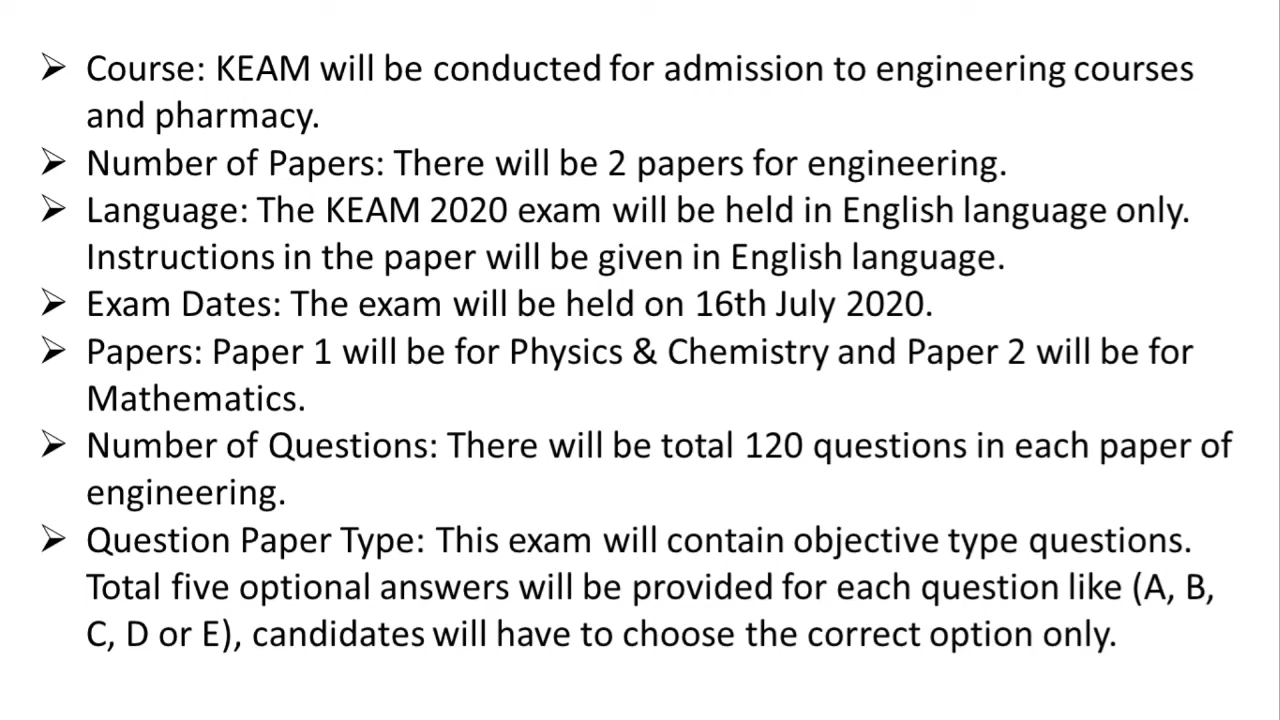 ➢ Course: KEAM will be conducted for admission to engineering courses
and pharmacy.
➢ Number of Papers: There will be 2 papers for engineering.
➢ Language: The KEAM 2020 exam will be held in English language only.
Instructions in the paper will be given in English language.
➢ Exam Dates: The exam will be held on 16th July 2020.
➢ Papers: Paper 1 will be for Physics & Chemistry and Paper 2 will be for
Mathematics.
➢ Number of Questions: There will be total 120 questions in each paper of
engineering.
➢ Question Paper Type: This exam will contain objective type questions.
Total five optional answers will be provided for each question like (A, B,
C, D or E), candidates will have to choose the correct option only.